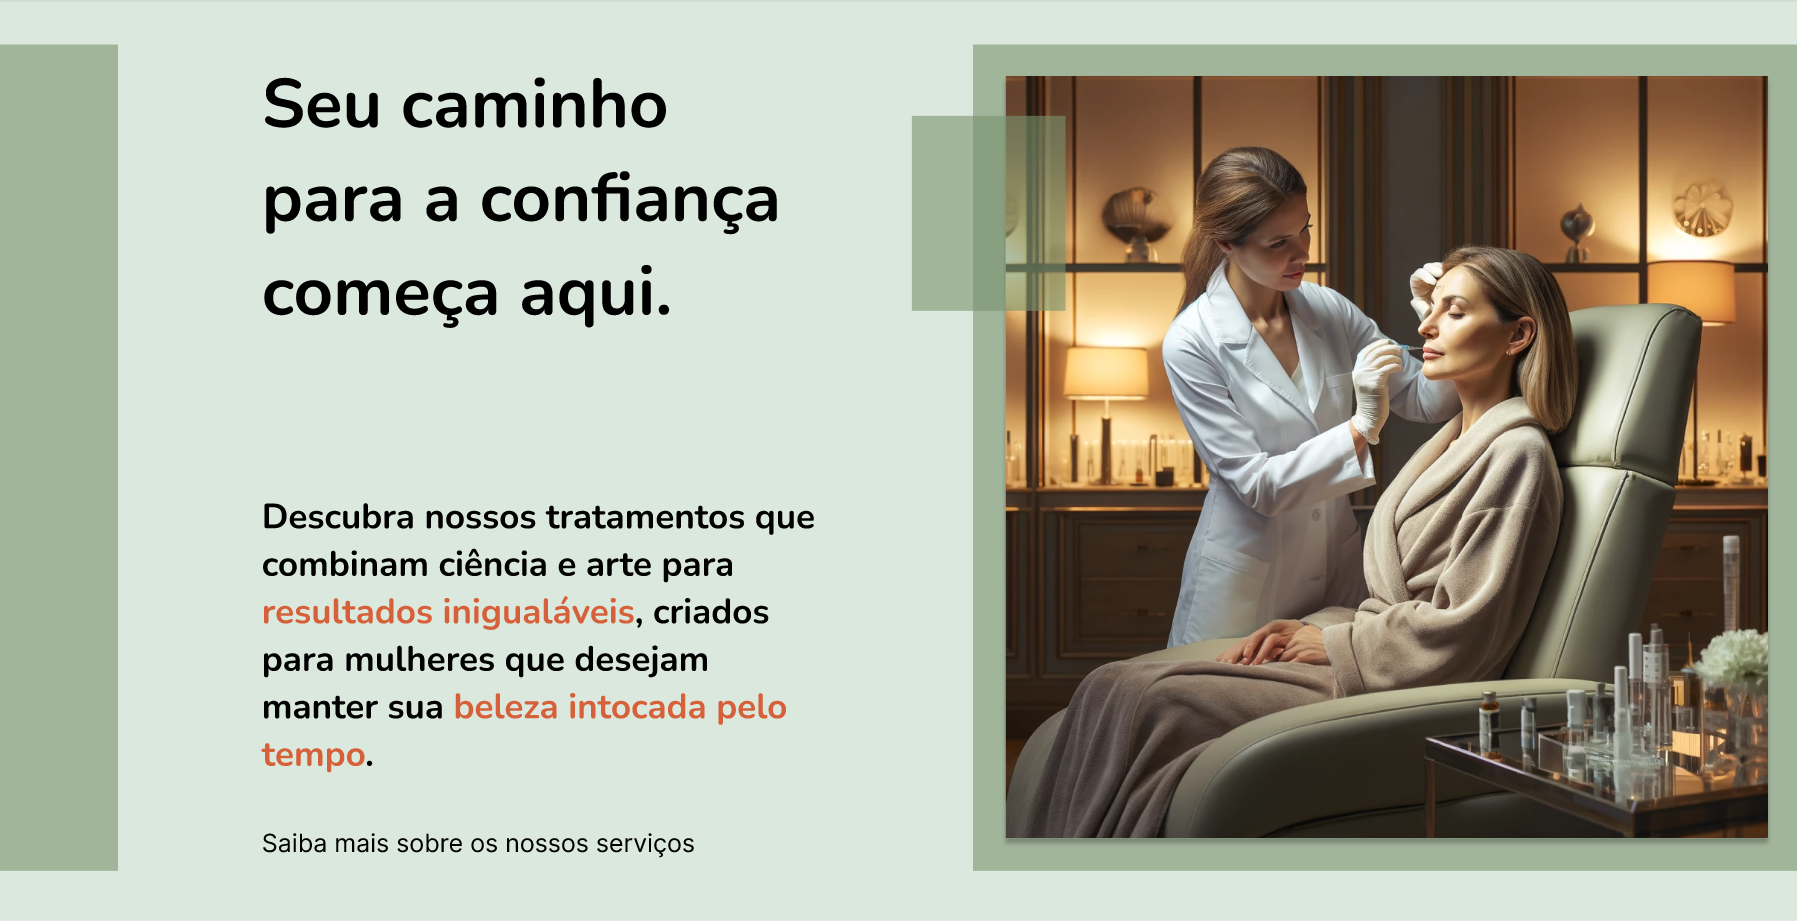 Seu caminho
para a confiança
começa aqui.
Descubra nossos tratamentos que
combinam ciência e arte para
resultados inigualáveis, criados
para mulheres que desejam
manter sua beleza intocada pelo
tempo.
Saiba mais sobre os nossos serviços